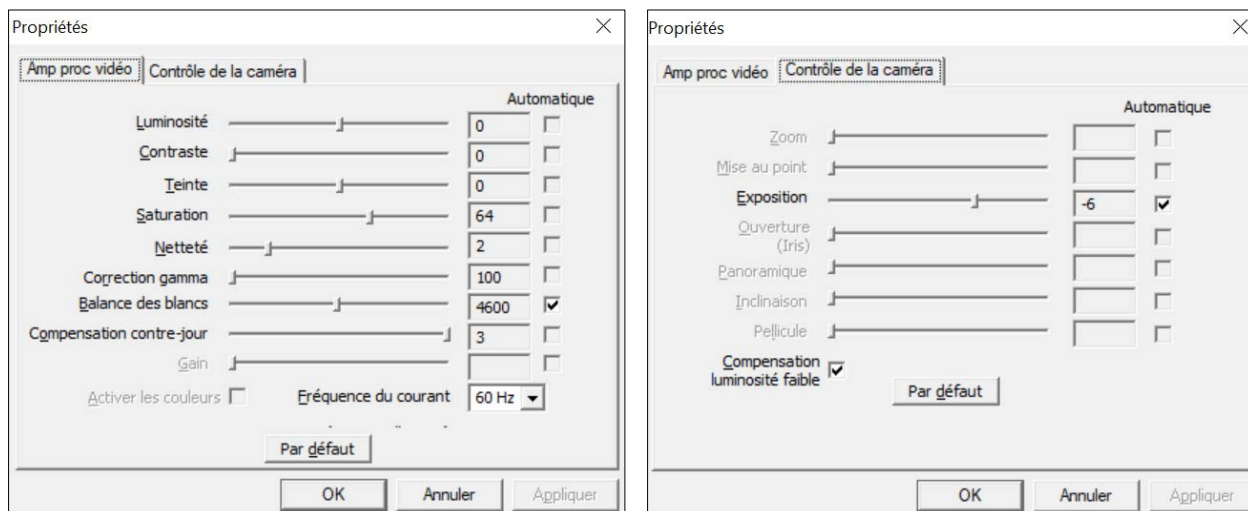 Propriétés
Amp proc vidéo Contrôle de la caméra
Automatique
Luminosité 0
Contraste 0
Teinte 0
Saturation 64
Netteté 2
Correction gamma 100
Balance des blancs 4600
Compensation contre-jour 3
Gain
Activer les couleurs Fréquence du courant 60 Hz
Par défaut
OK Annuler Appliquer
Propriétés
Amp proc vidéo Contrôle de la caméra
Automatique
Zoom
Mise au point
Exposition -6
Ouverture
(Iris)
Panoramique
Inclinaison
Pellicule
Compensation
luminosité faible
Par défaut
OK Annuler Appliquer